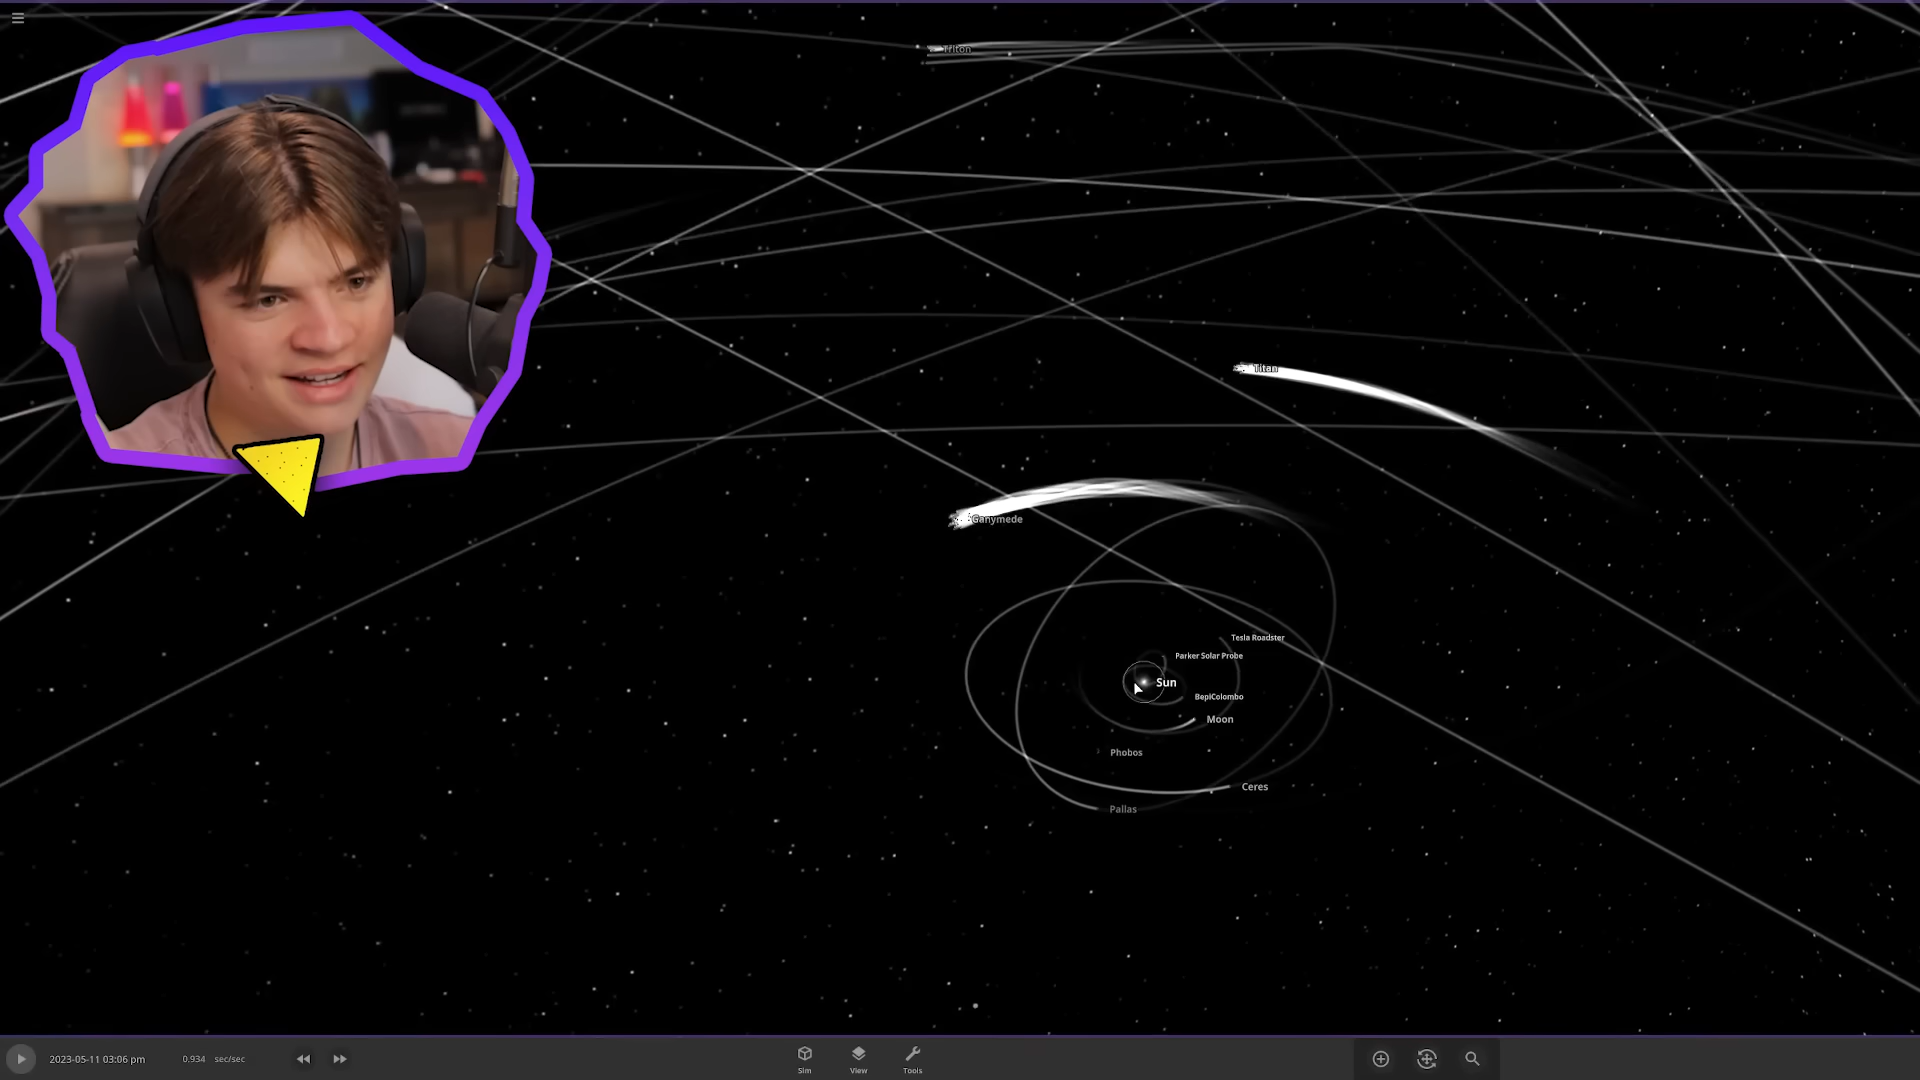 Triton
Titan
Ganymede
Tesla Roadster
Parker Solar Probe
Sun
BepiColombo
Moon
Phobos
Ceres
Pallas
2023-05-11 03:06 pm 0.934 sec/sec
Sim View Tools